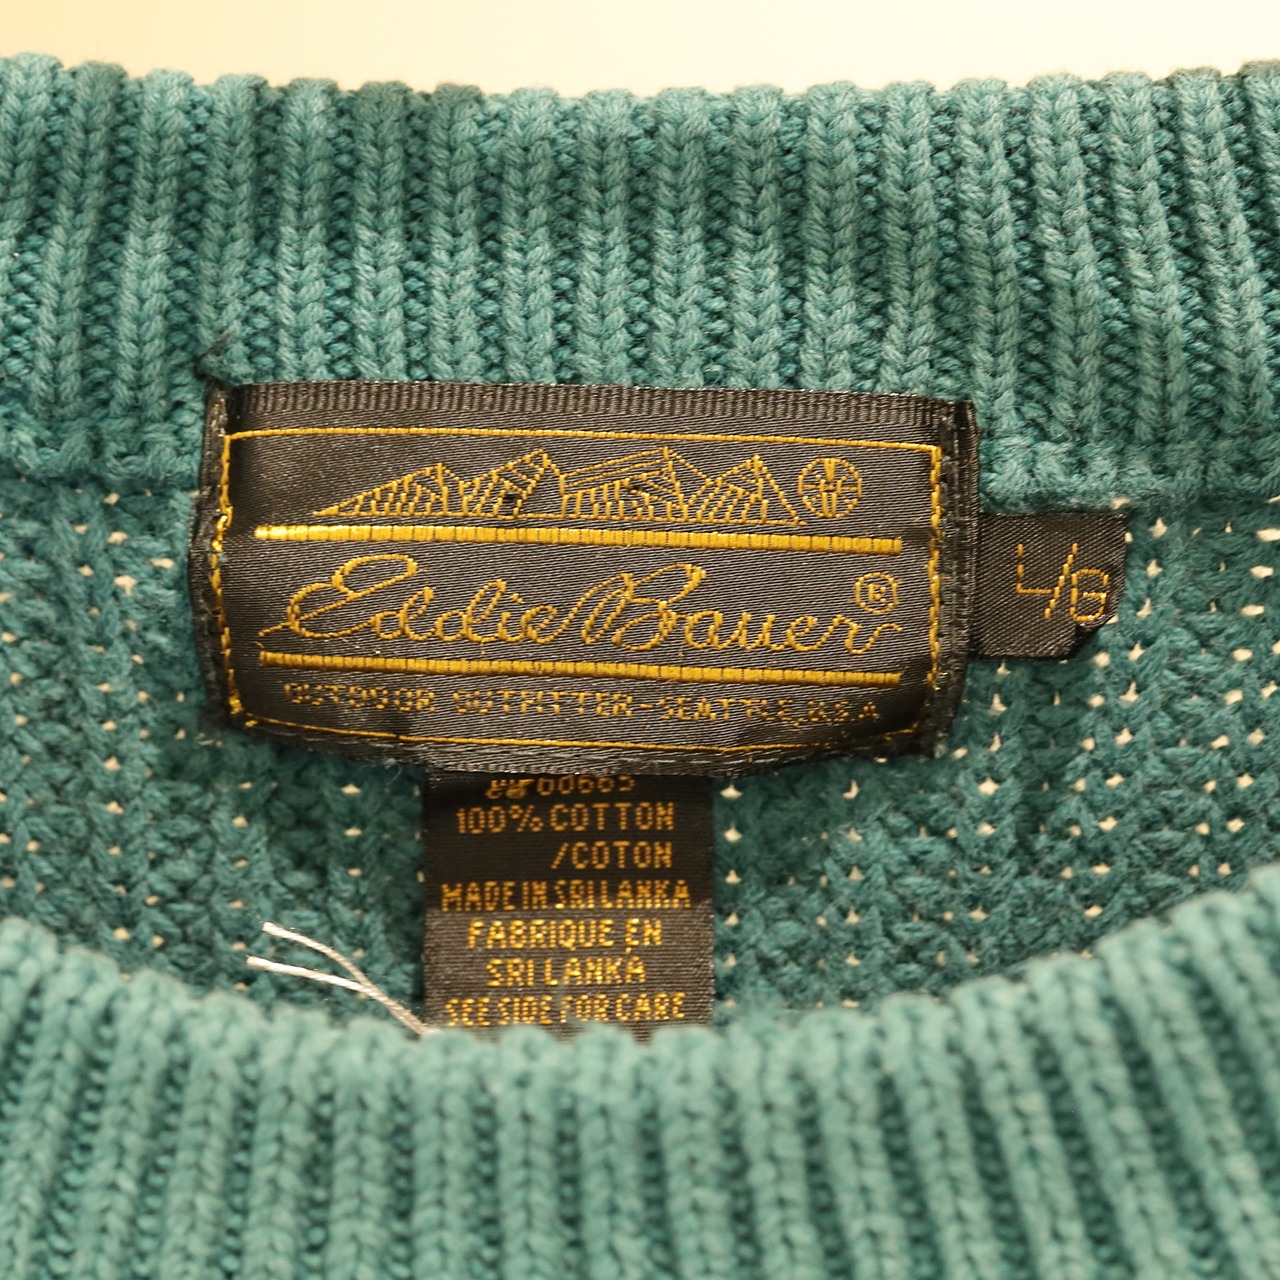 Eddie Bauer®
OUTDOOR OUTFITTER-SEATTLE, U.S.A
L/G
100% COTTON
/COTON
MADE IN SRI LANKA
FABRIQUE EN
SRI LANKA
SEE SIDE FOR CARE